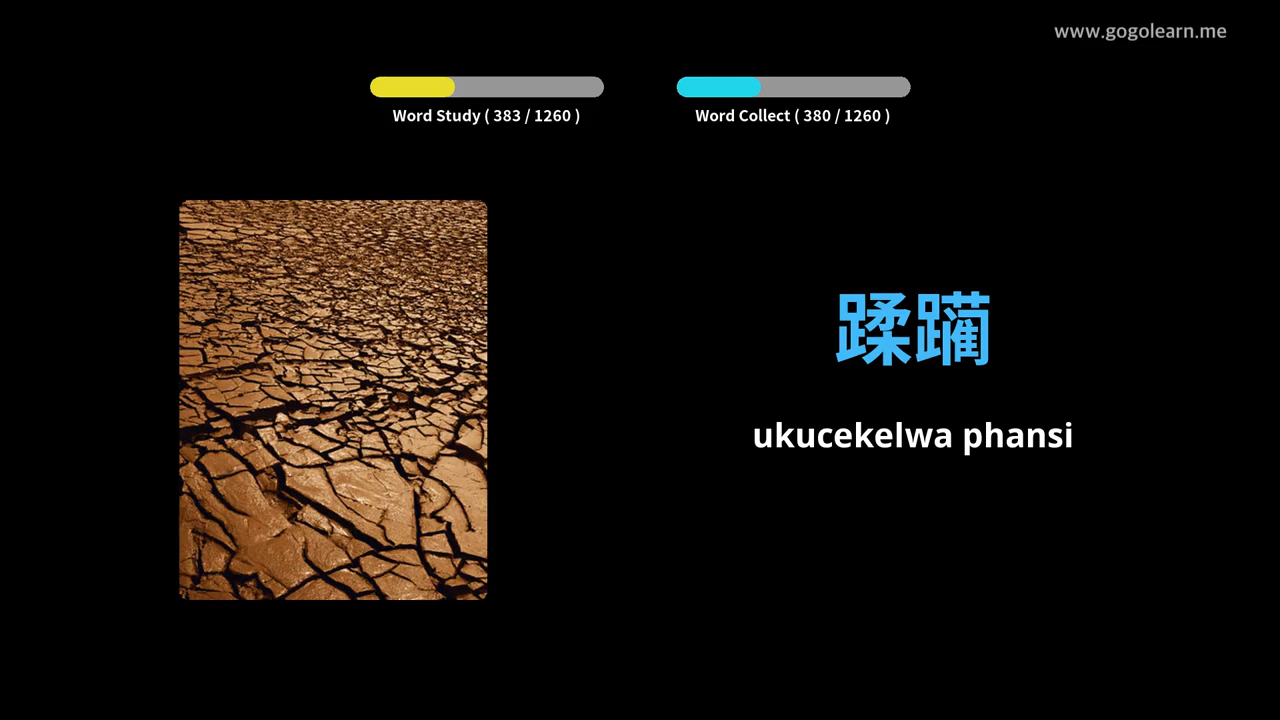 www.gogolearn.me
Word Study ( 383 / 1260 )
Word Collect ( 380 / 1260 )
蹂躪
ukucekelwa phansi